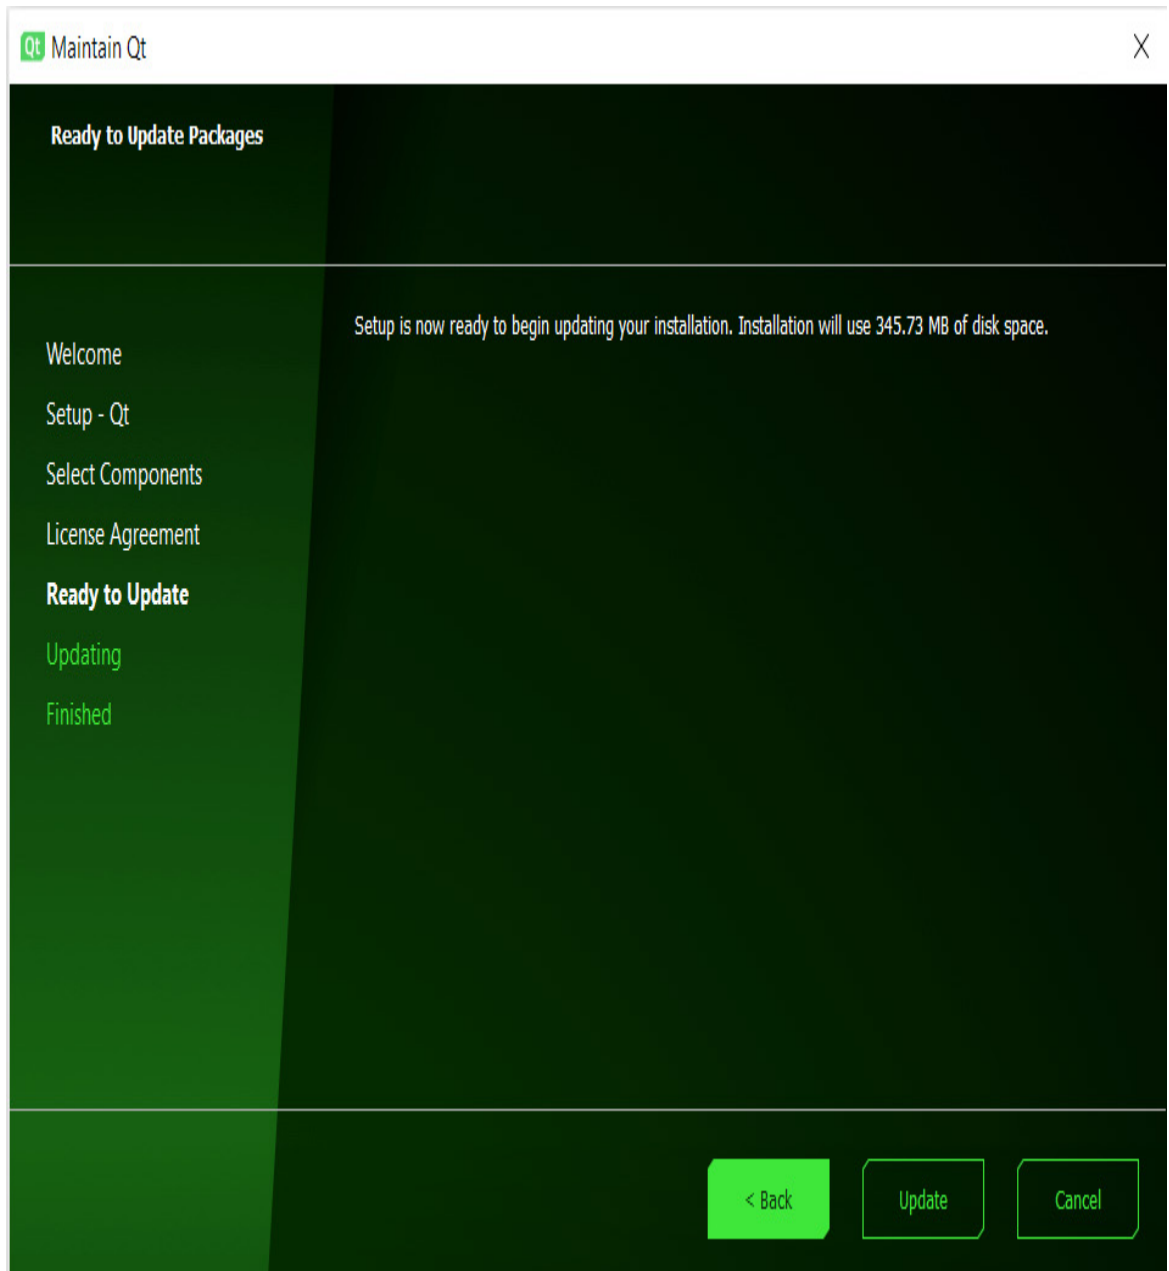 Qt Maintain Qt X
Ready to Update Packages
Setup is now ready to begin updating your installation. Installation will use 345.73 MB of disk space.
Welcome
Setup - Qt
Select Components
License Agreement
Ready to Update
Updating
Finished
< Back Update Cancel